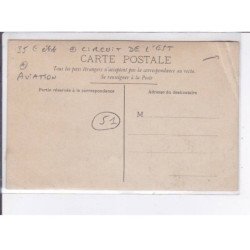 CIRCUIT DE L'EST
AVIATION
CARTE POSTALE
Tous les pays étrangers n'acceptent pas la correspondance au recto.
Se renseigner à la Poste
Partie réservée à la correspondance
Adresse du destinataire
51
M